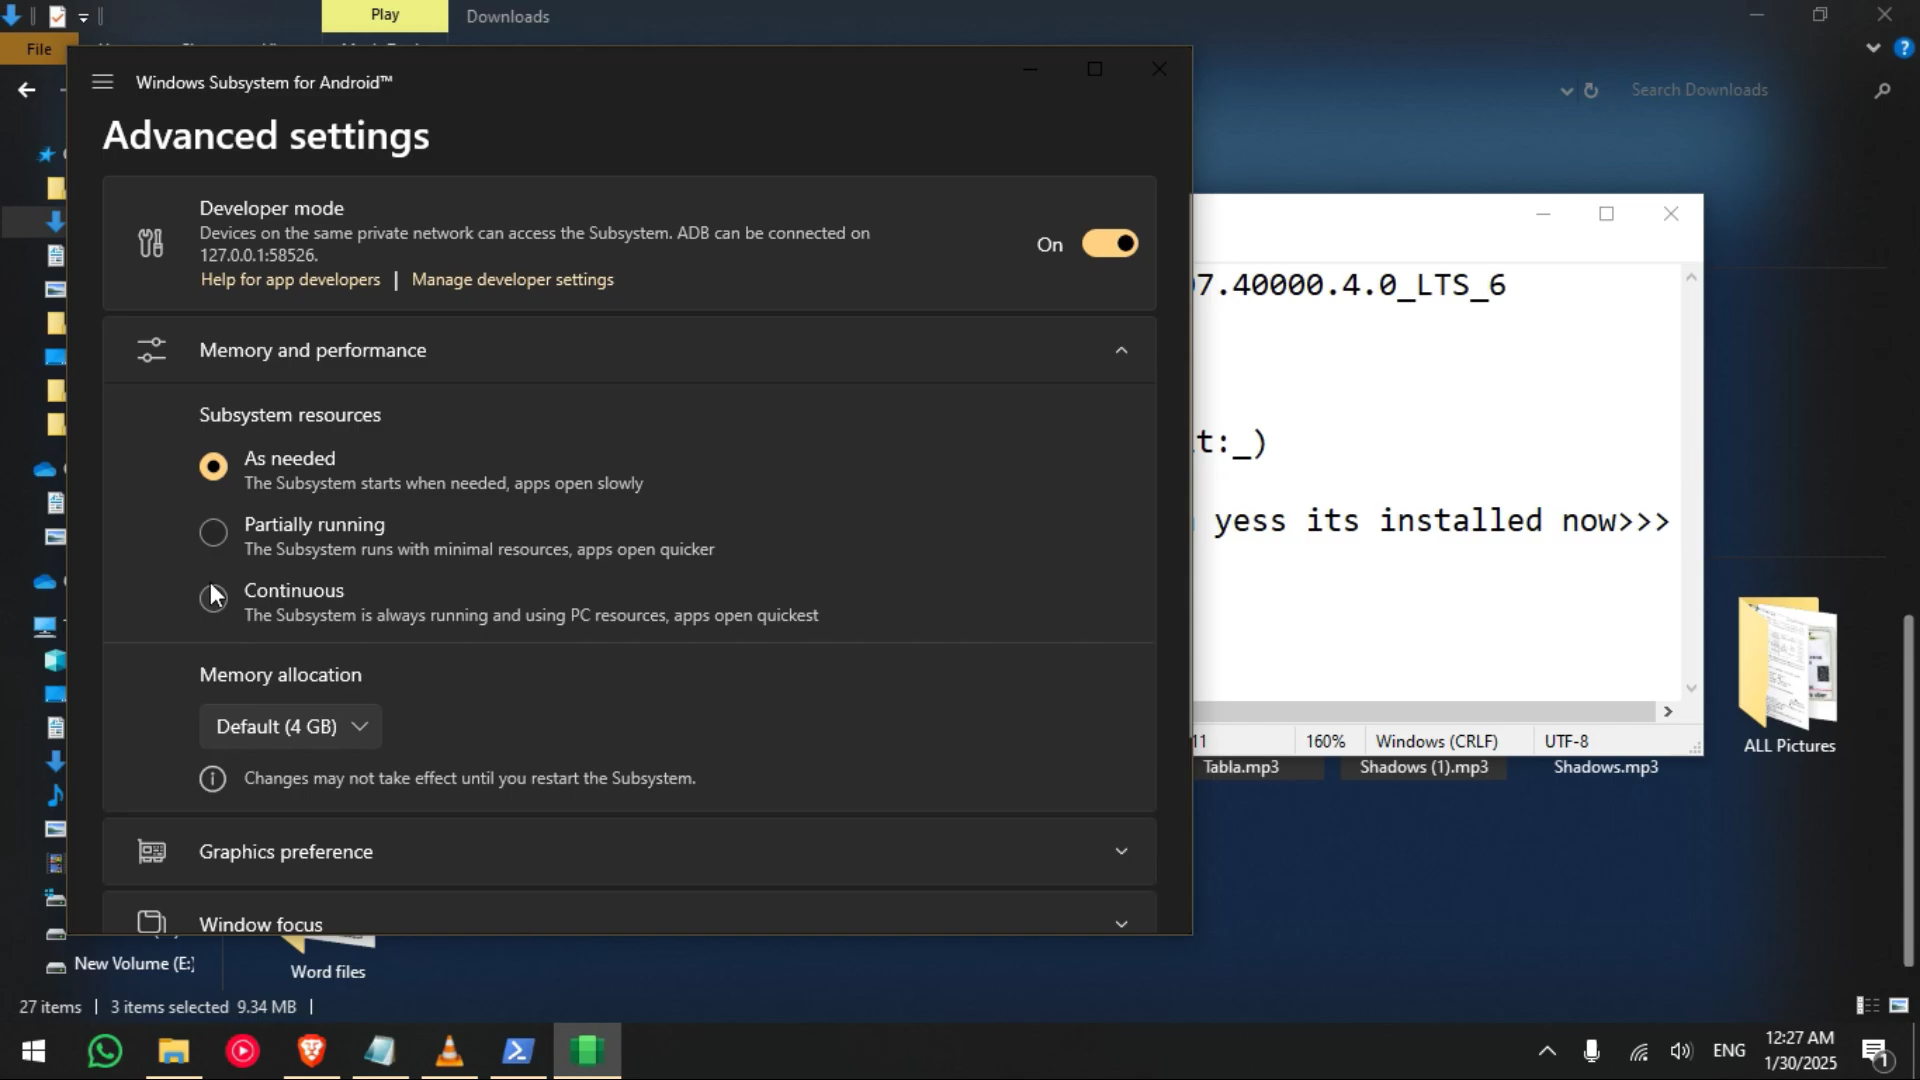 Play
Downloads
File
Search Downloads
Windows Subsystem for Android™
Advanced settings
Developer mode
Devices on the same private network can access the Subsystem. ADB can be connected on
127.0.0.1:58526.
Help for app developers | Manage developer settings
On
Memory and performance
Subsystem resources
As needed
The Subsystem starts when needed, apps open slowly
Partially running
The Subsystem runs with minimal resources, apps open quicker
Continuous
The Subsystem is always running and using PC resources, apps open quickest
Memory allocation
Default (4 GB)
Changes may not take effect until you restart the Subsystem.
Graphics preference
Window focus
7.40000.4.0_LTS_6
t:_)
yess its installed now>>>
11
160%
Windows (CRLF)
UTF-8
Tabla.mp3
Shadows (1).mp3
Shadows.mp3
ALL Pictures
New Volume (E:)
Word files
27 items | 3 items selected 9.34 MB |
ENG
12:27 AM
1/30/2025
1